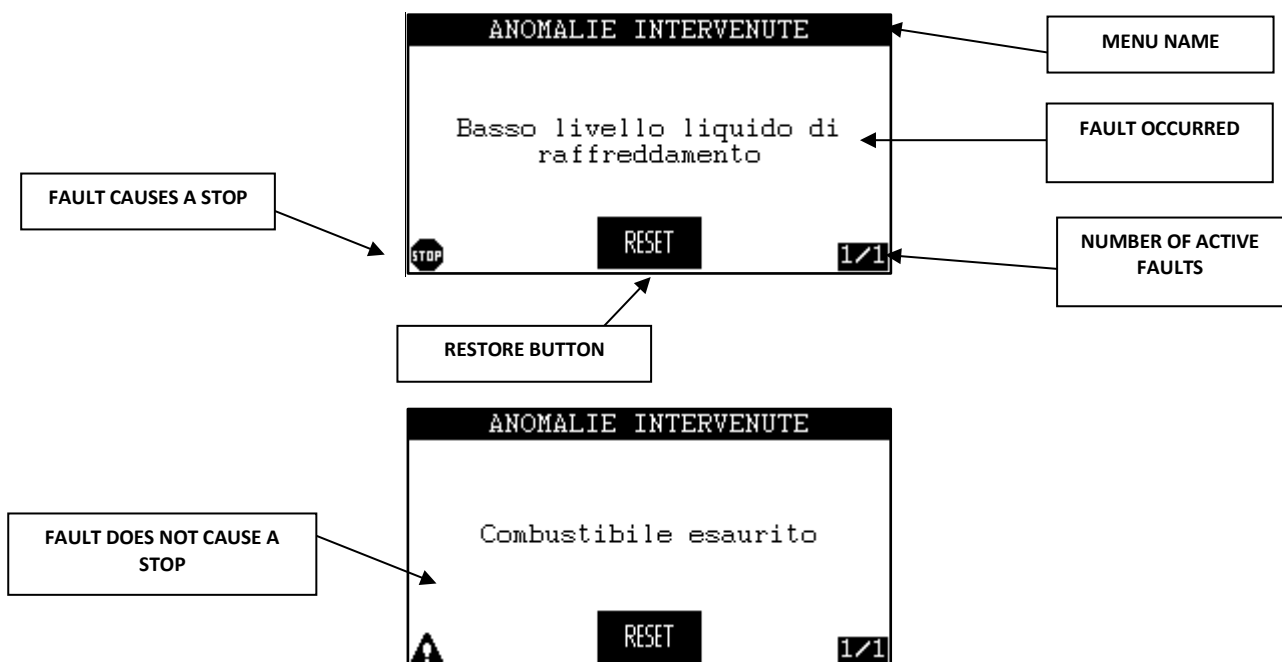 ANOMALIE INTERVENUTE
MENU NAME
Basso livello liquido di
raffreddamento
FAULT OCCURRED
FAULT CAUSES A STOP
STOP
RESET
1/1
NUMBER OF ACTIVE
FAULTS
RESTORE BUTTON
ANOMALIE INTERVENUTE
Combustibile esaurito
FAULT DOES NOT CAUSE A
STOP
RESET
1/1